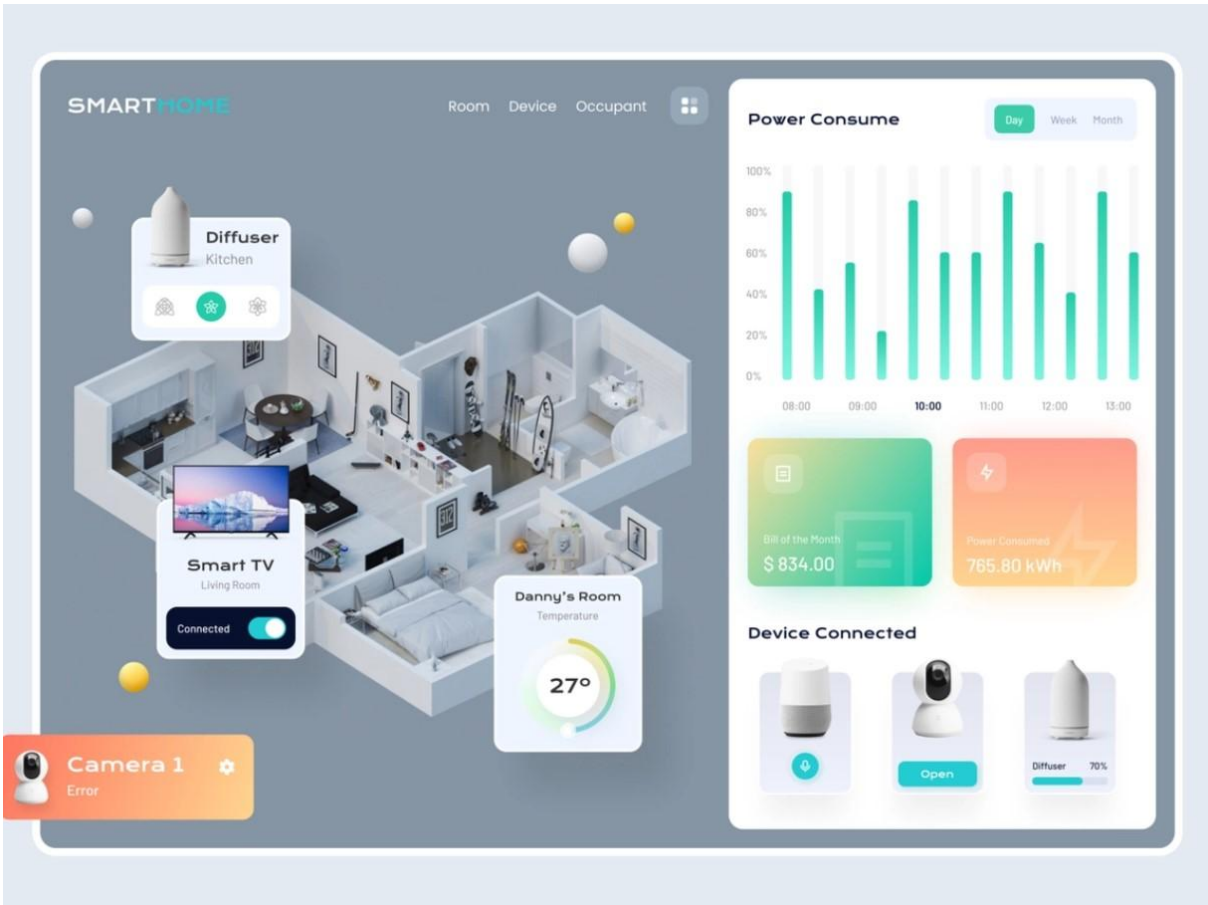 SMARTHOME
Room Device Occupant
Diffuser
Kitchen
Smart TV
Living Room
Connected
Danny's Room
Temperature
27°
Camera 1
Error
Power Consume
Day Week Month
100%
80%
60%
40%
20%
0%
08:00 09:00 10:00 11:00 12:00 13:00
Bill of the Month
$ 834.00
Power Consumed
765.80 kWh
Device Connected
Open
Diffuser 70%